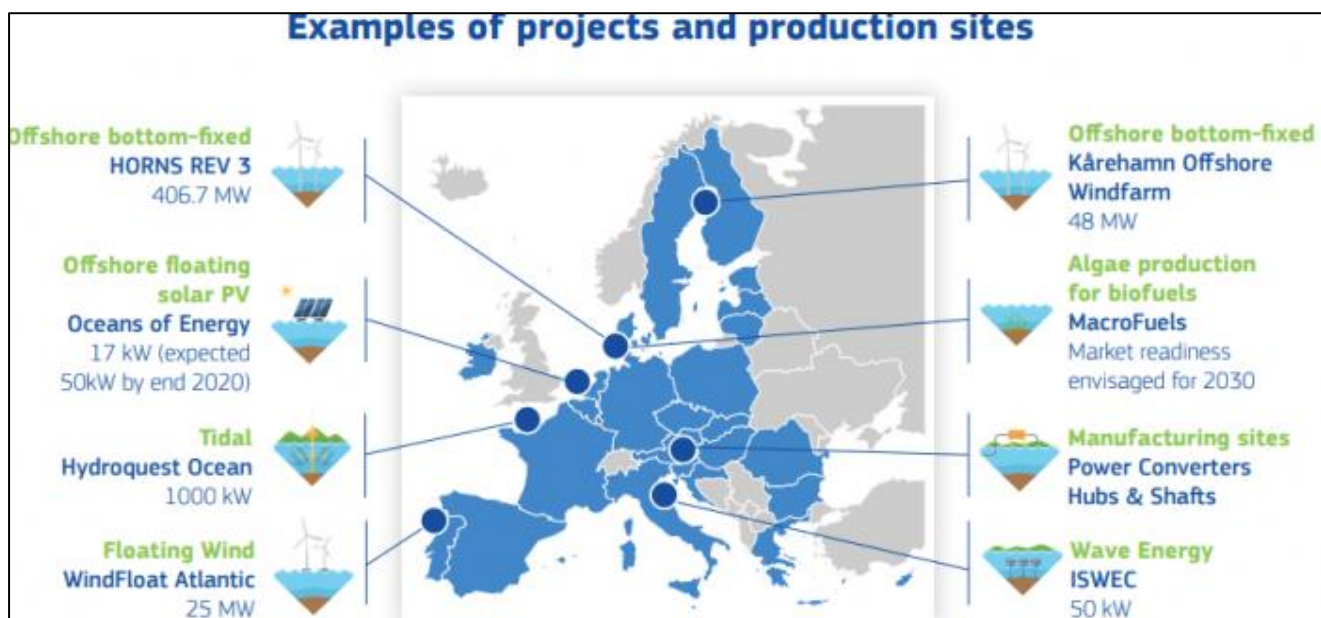 Examples of projects and production sites
Offshore bottom-fixed
HORNS REV 3
406.7 MW
Offshore floating
solar PV
Oceans of Energy
17 kW (expected
50kW by end 2020)
Tidal
Hydroquest Ocean
1000 kW
Floating Wind
WindFloat Atlantic
25 MW
Offshore bottom-fixed
Kårehamn Offshore
Windfarm
48 MW
Algae production
for biofuels
MacroFuels
Market readiness
envisaged for 2030
Manufacturing sites
Power Converters
Hubs & Shafts
Wave Energy
ISWEC
50 kW